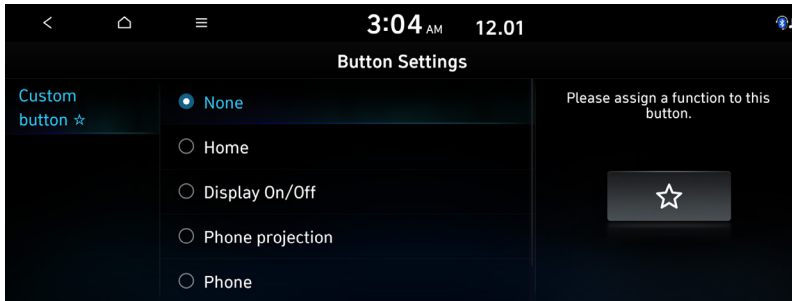 3:04 AM 12.01
Button Settings
Custom
button ☆
None
Home
Display On/Off
Phone projection
Phone
Please assign a function to this
button.